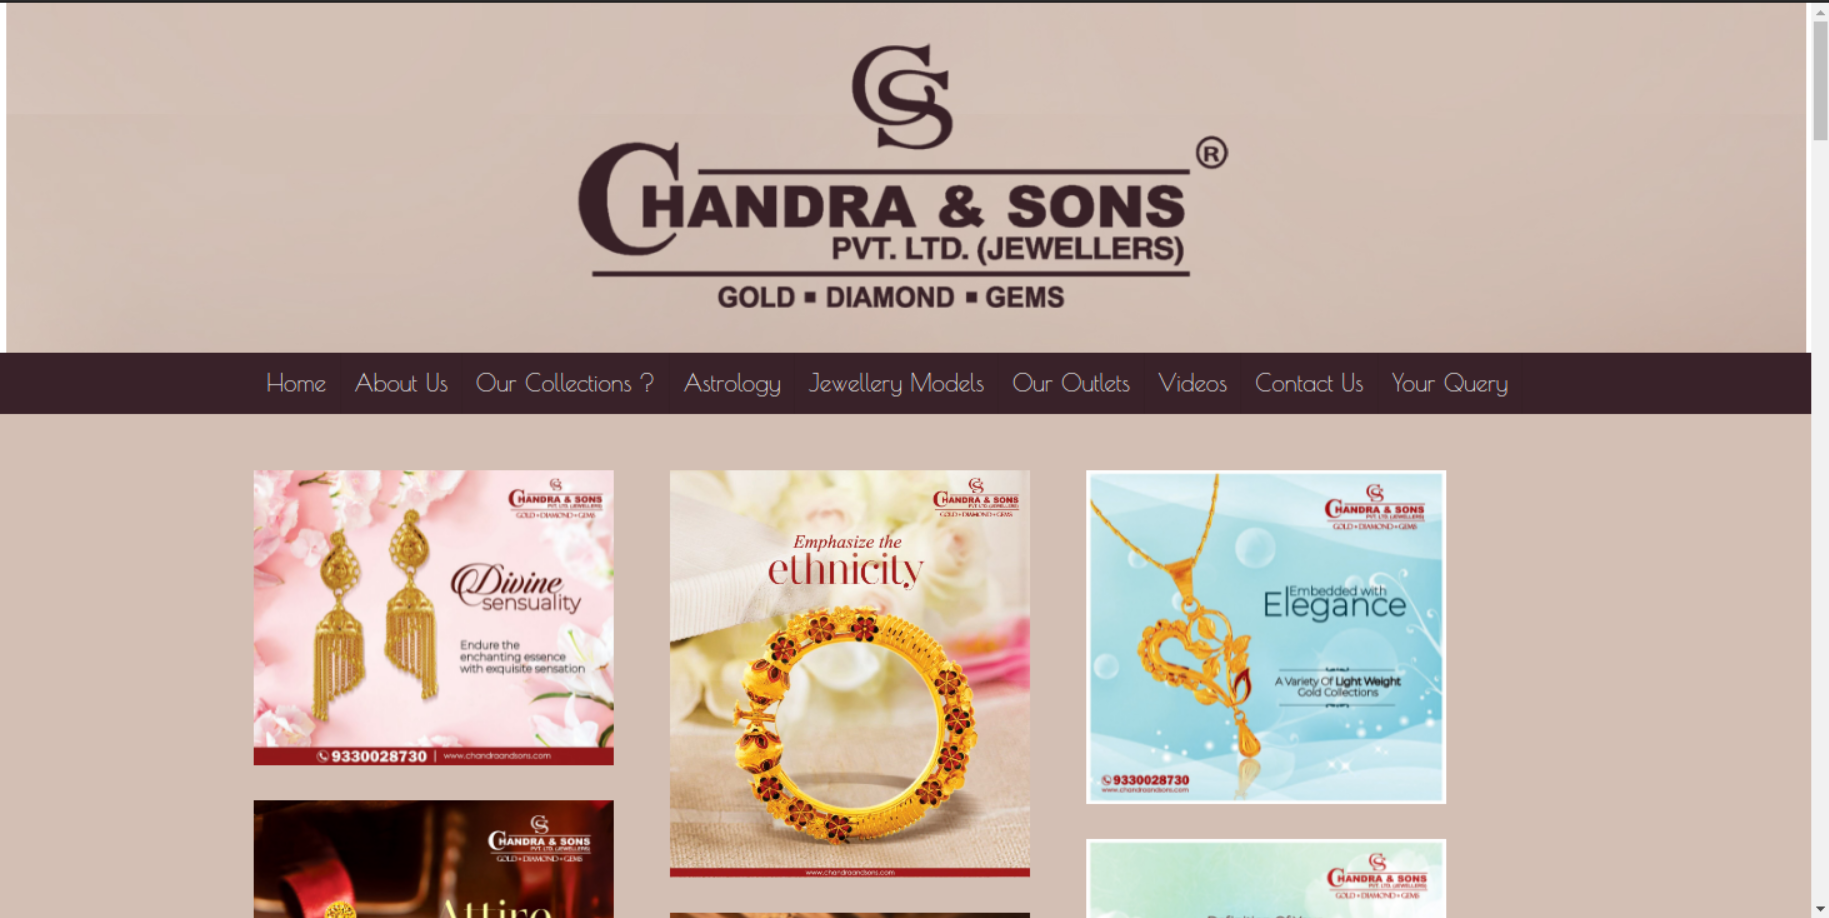 CS
CHANDRA & SONS ®
PVT. LTD. (JEWELLERS)
GOLD ▪ DIAMOND ▪ GEMS
Home About Us Our Collections ? Astrology Jewellery Models Our Outlets Videos Contact Us Your Query
CS
CHANDRA & SONS
PVT. LTD. (JEWELLERS)
GOLD ▪ DIAMOND ▪ GEMS
Divine
sensuality
Endure the
enchanting essence
with exquisite sensation
9330028730 | www.chandraandsons.com
CS
CHANDRA & SONS
PVT. LTD. (JEWELLERS)
GOLD ▪ DIAMOND ▪ GEMS
Emphasize the
ethnicity
www.chandraandsons.com
CS
CHANDRA & SONS
PVT. LTD. (JEWELLERS)
GOLD ▪ DIAMOND ▪ GEMS
Embedded with
Elegance
A Variety Of Light Weight
Gold Collections
9330028730
www.chandraandsons.com
CS
CHANDRA & SONS
PVT. LTD. (JEWELLERS)
GOLD ▪ DIAMOND ▪ GEMS
Attire
CS
CHANDRA & SONS
PVT. LTD. (JEWELLERS)
GOLD ▪ DIAMOND ▪ GEMS